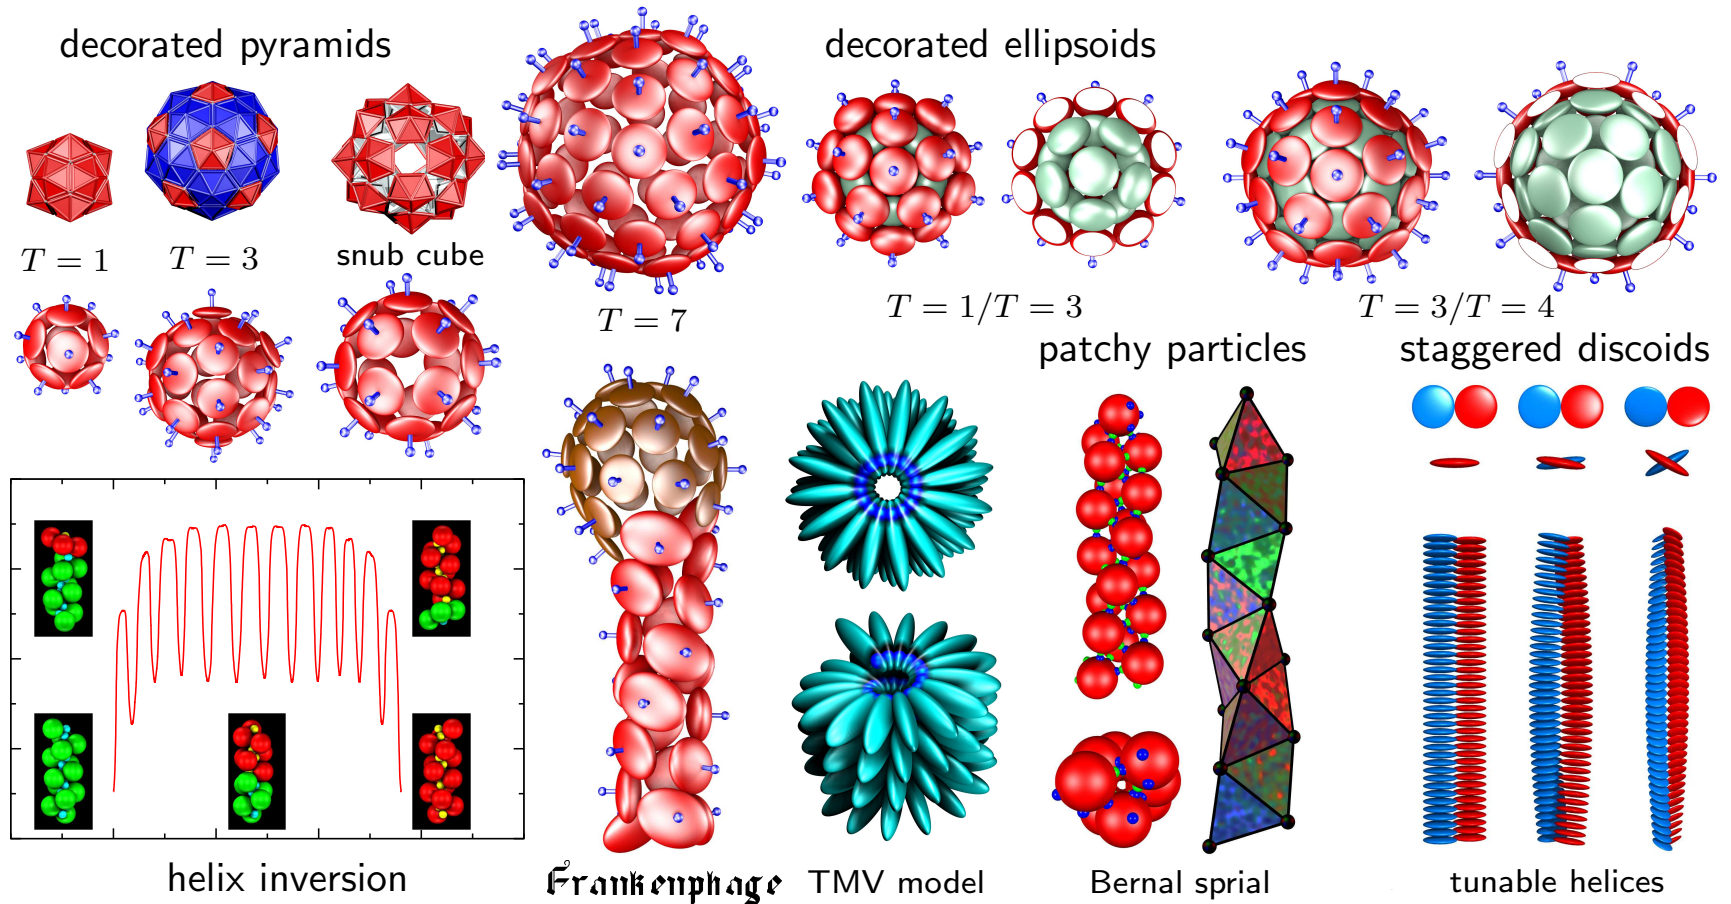 decorated pyramids
decorated ellipsoids
T = 1
T = 3
snub cube
T = 7
T = 1/T = 3
T = 3/T = 4
patchy particles
staggered discoids
helix inversion
Frankenphage
TMV model
Bernal sprial
tunable helices